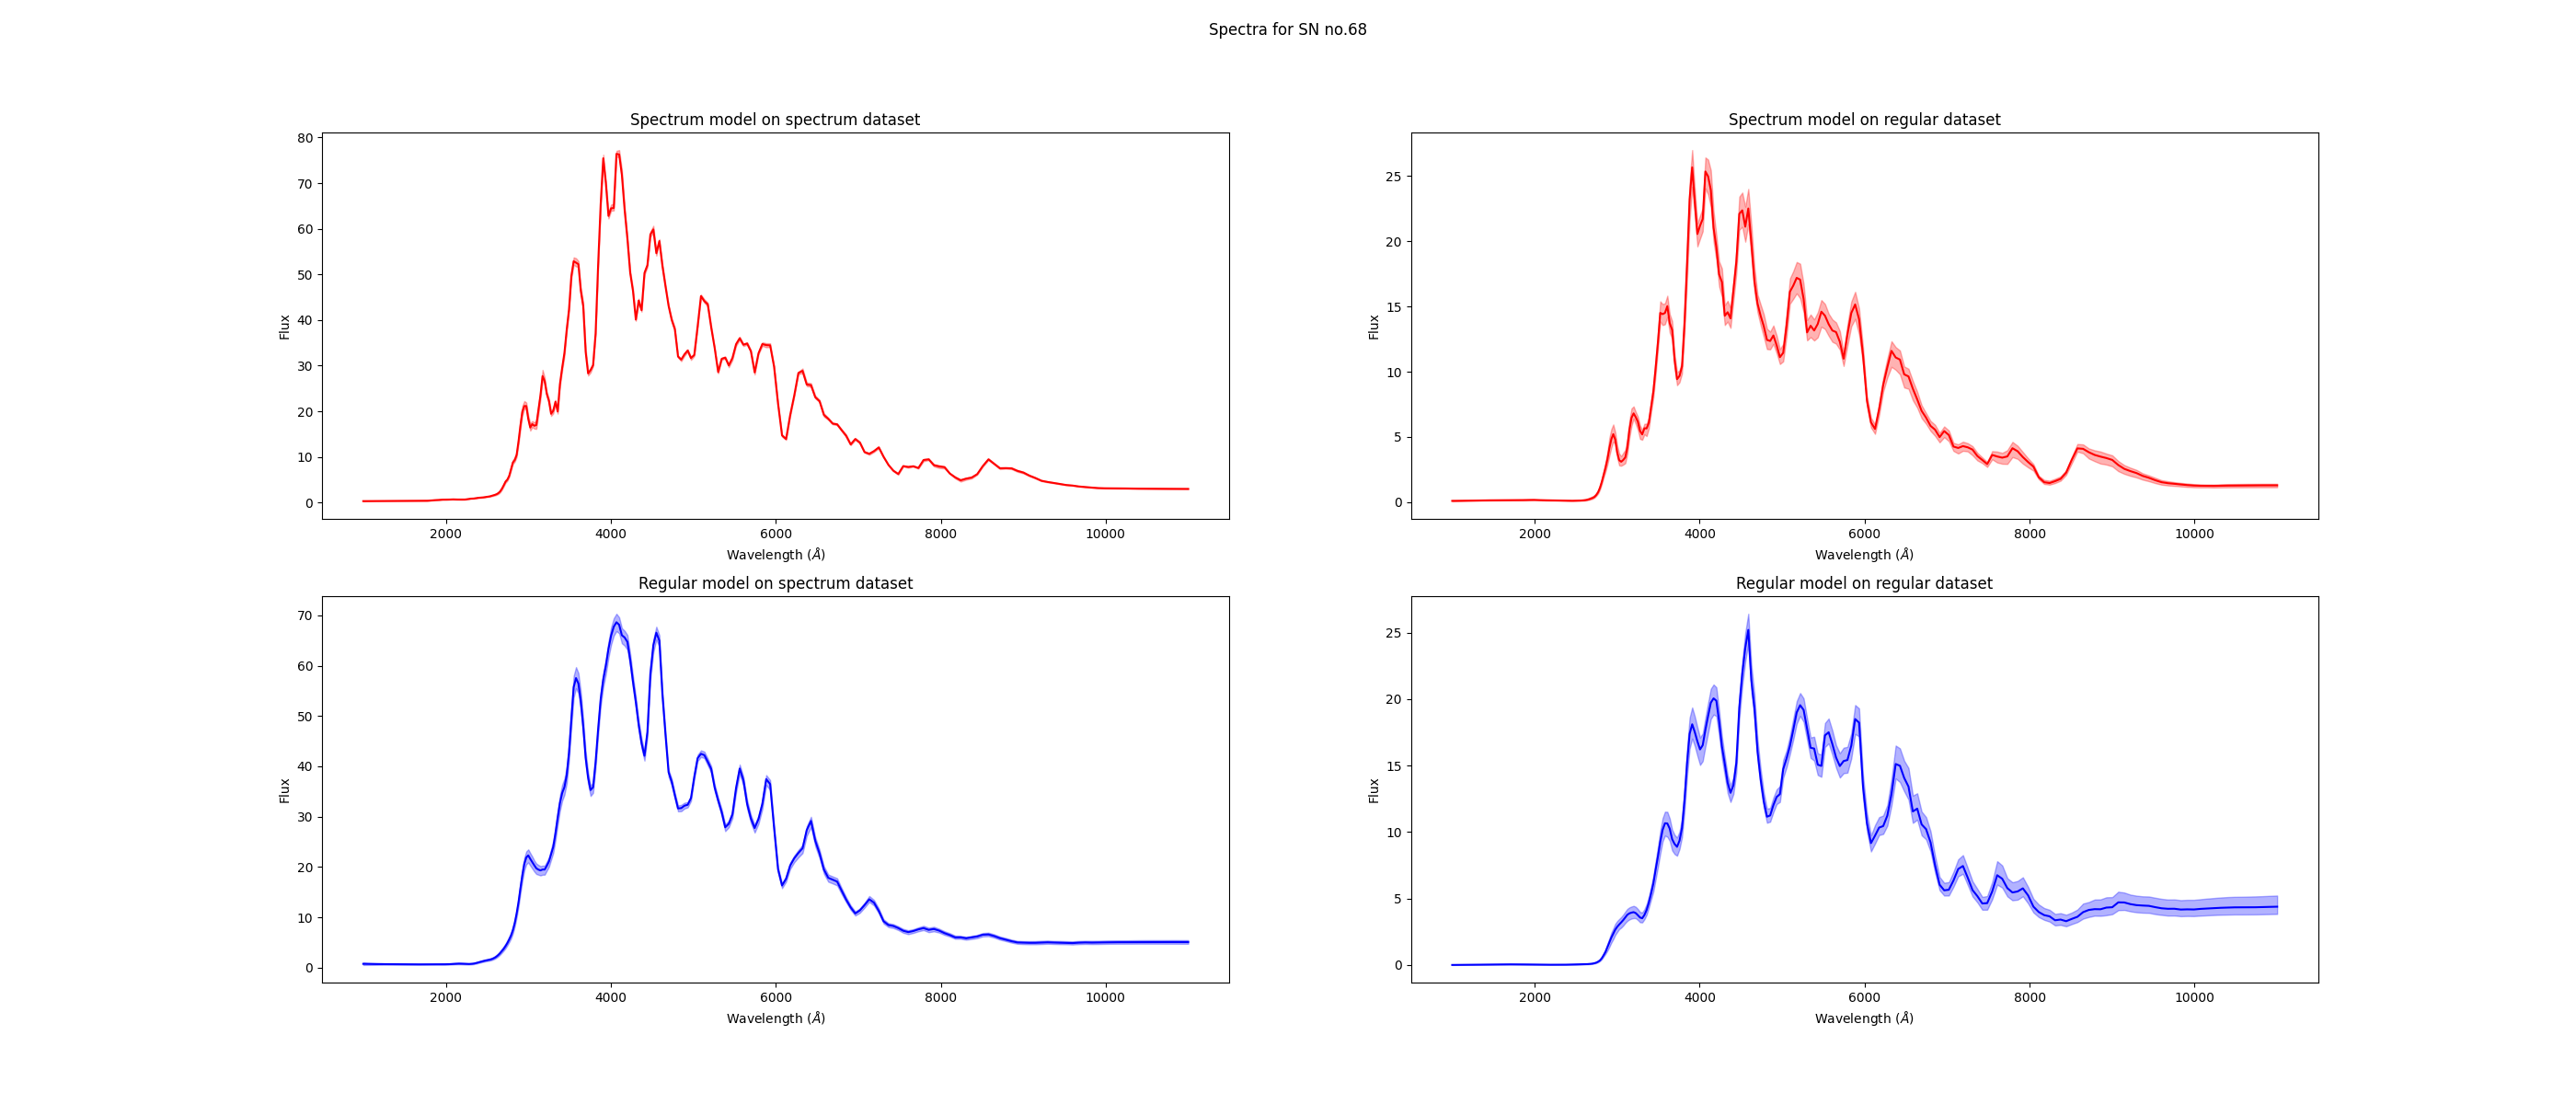 Spectra for SN no.68
Spectrum model on spectrum dataset
80
70
60
50
40
30
20
10
0
Flux
2000 4000 6000 8000 10000
Wavelength (Å)
Spectrum model on regular dataset
25
20
15
10
5
0
Flux
2000 4000 6000 8000 10000
Wavelength (Å)
Regular model on spectrum dataset
70
60
50
40
30
20
10
0
Flux
2000 4000 6000 8000 10000
Wavelength (Å)
Regular model on regular dataset
25
20
15
10
5
0
Flux
2000 4000 6000 8000 10000
Wavelength (Å)